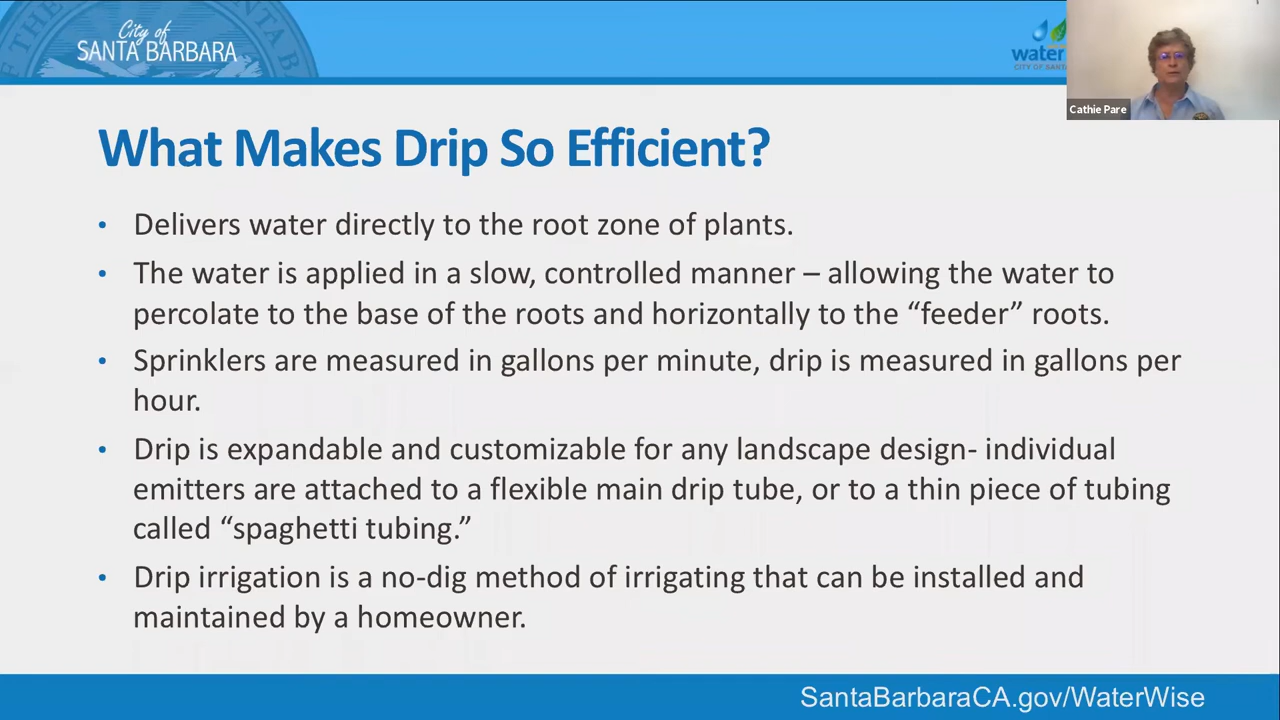 City of
SANTA BARBARA
water
CITY OF SANT
Cathie Pare
What Makes Drip So Efficient?
• Delivers water directly to the root zone of plants.
• The water is applied in a slow, controlled manner – allowing the water to
percolate to the base of the roots and horizontally to the “feeder” roots.
• Sprinklers are measured in gallons per minute, drip is measured in gallons per
hour.
• Drip is expandable and customizable for any landscape design- individual
emitters are attached to a flexible main drip tube, or to a thin piece of tubing
called “spaghetti tubing.”
• Drip irrigation is a no-dig method of irrigating that can be installed and
maintained by a homeowner.
SantaBarbaraCA.gov/WaterWise